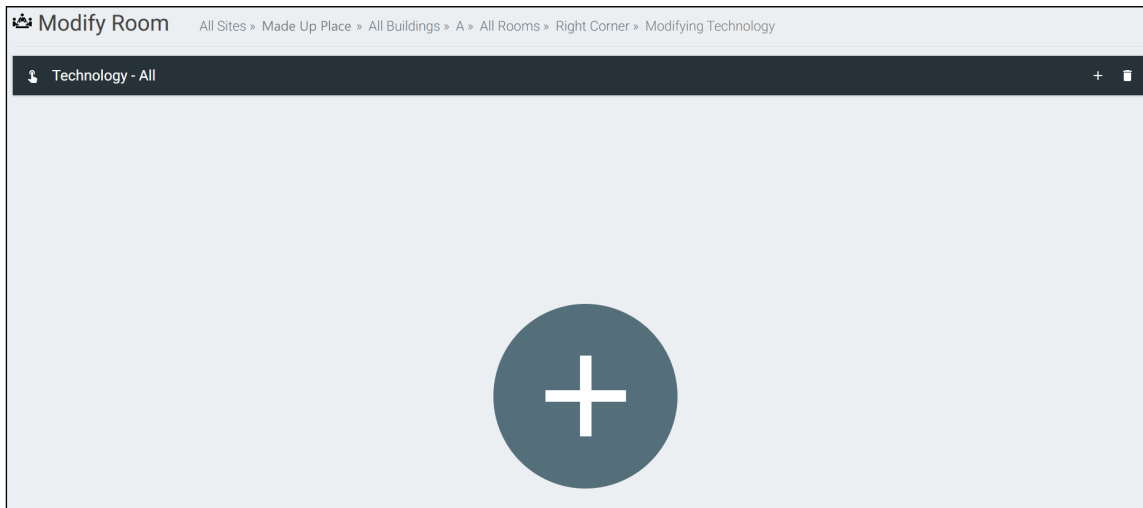 Modify Room All Sites » Made Up Place » All Buildings » A » All Rooms » Right Corner » Modifying Technology
Technology - All